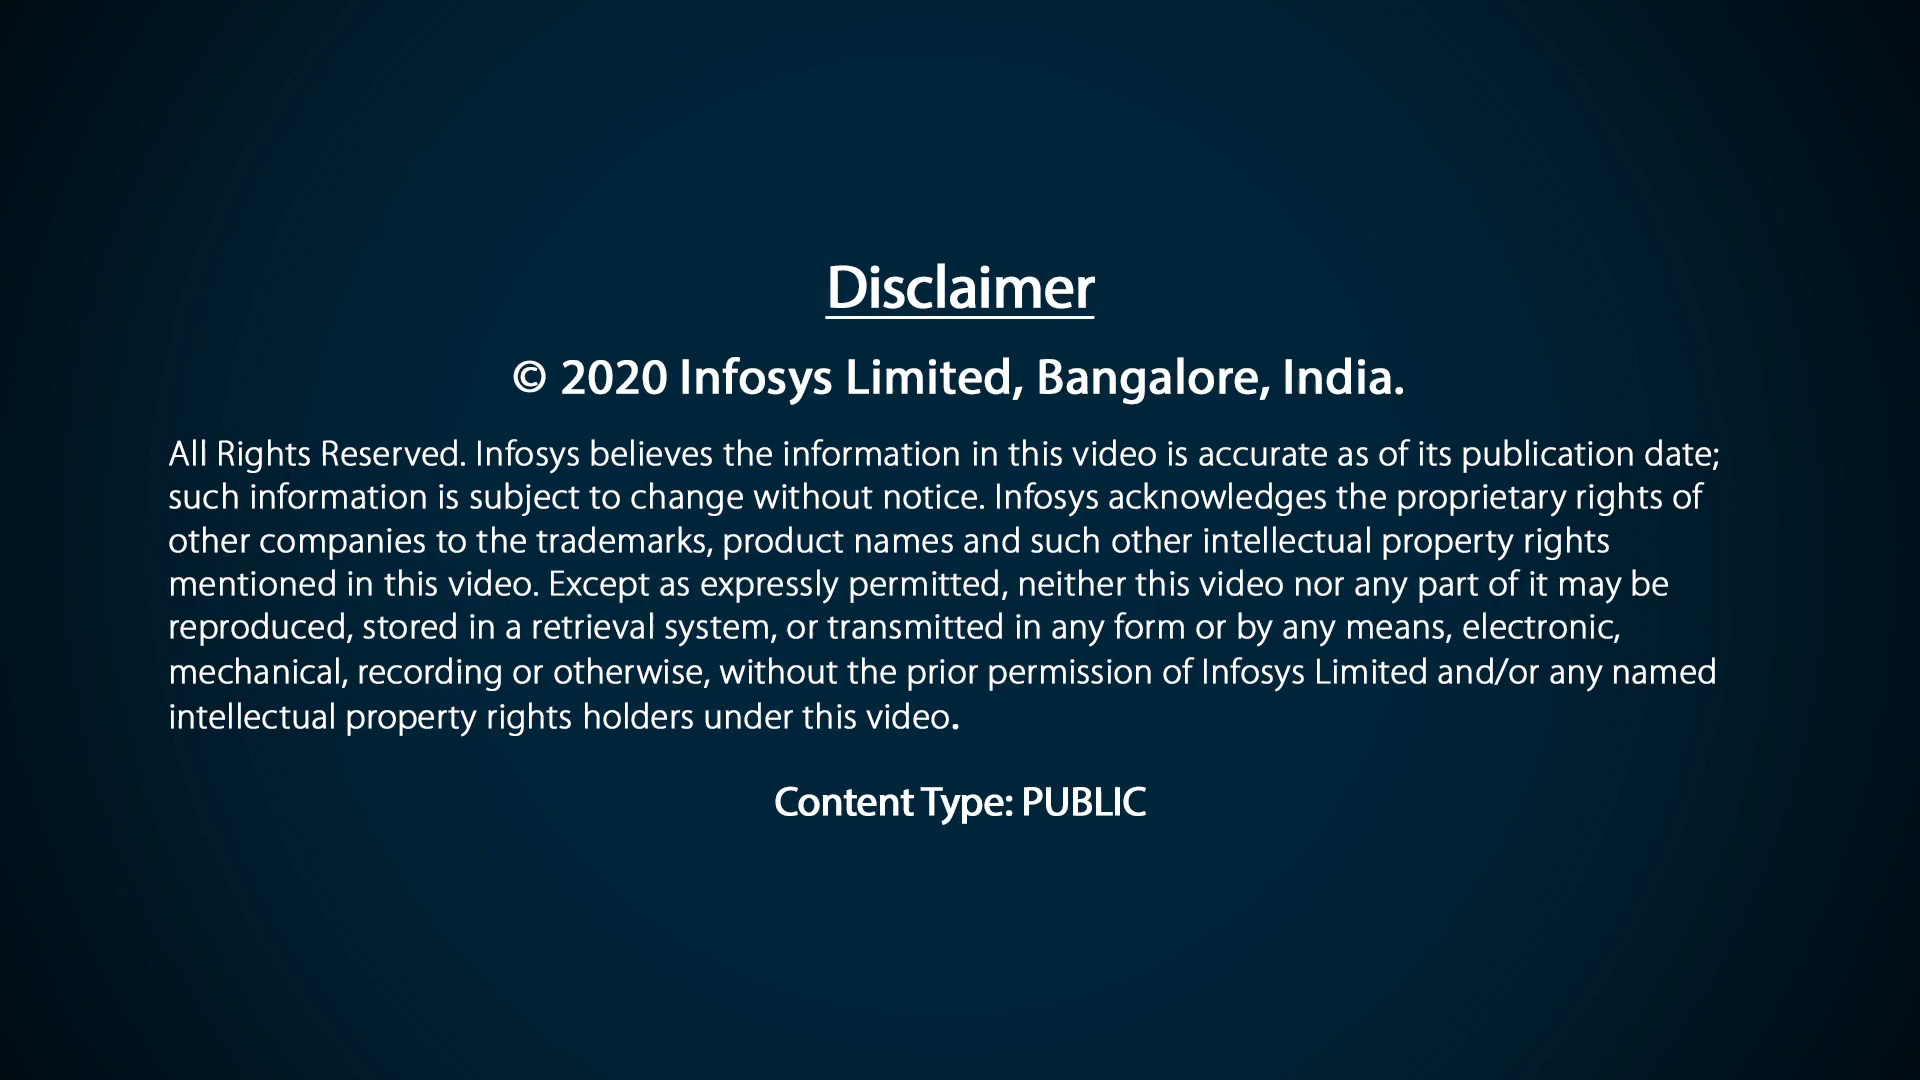 Disclaimer
© 2020 Infosys Limited, Bangalore, India.
All Rights Reserved. Infosys believes the information in this video is accurate as of its publication date;
such information is subject to change without notice. Infosys acknowledges the proprietary rights of
other companies to the trademarks, product names and such other intellectual property rights
mentioned in this video. Except as expressly permitted, neither this video nor any part of it may be
reproduced, stored in a retrieval system, or transmitted in any form or by any means, electronic,
mechanical, recording or otherwise, without the prior permission of Infosys Limited and/or any named
intellectual property rights holders under this video.
Content Type: PUBLIC